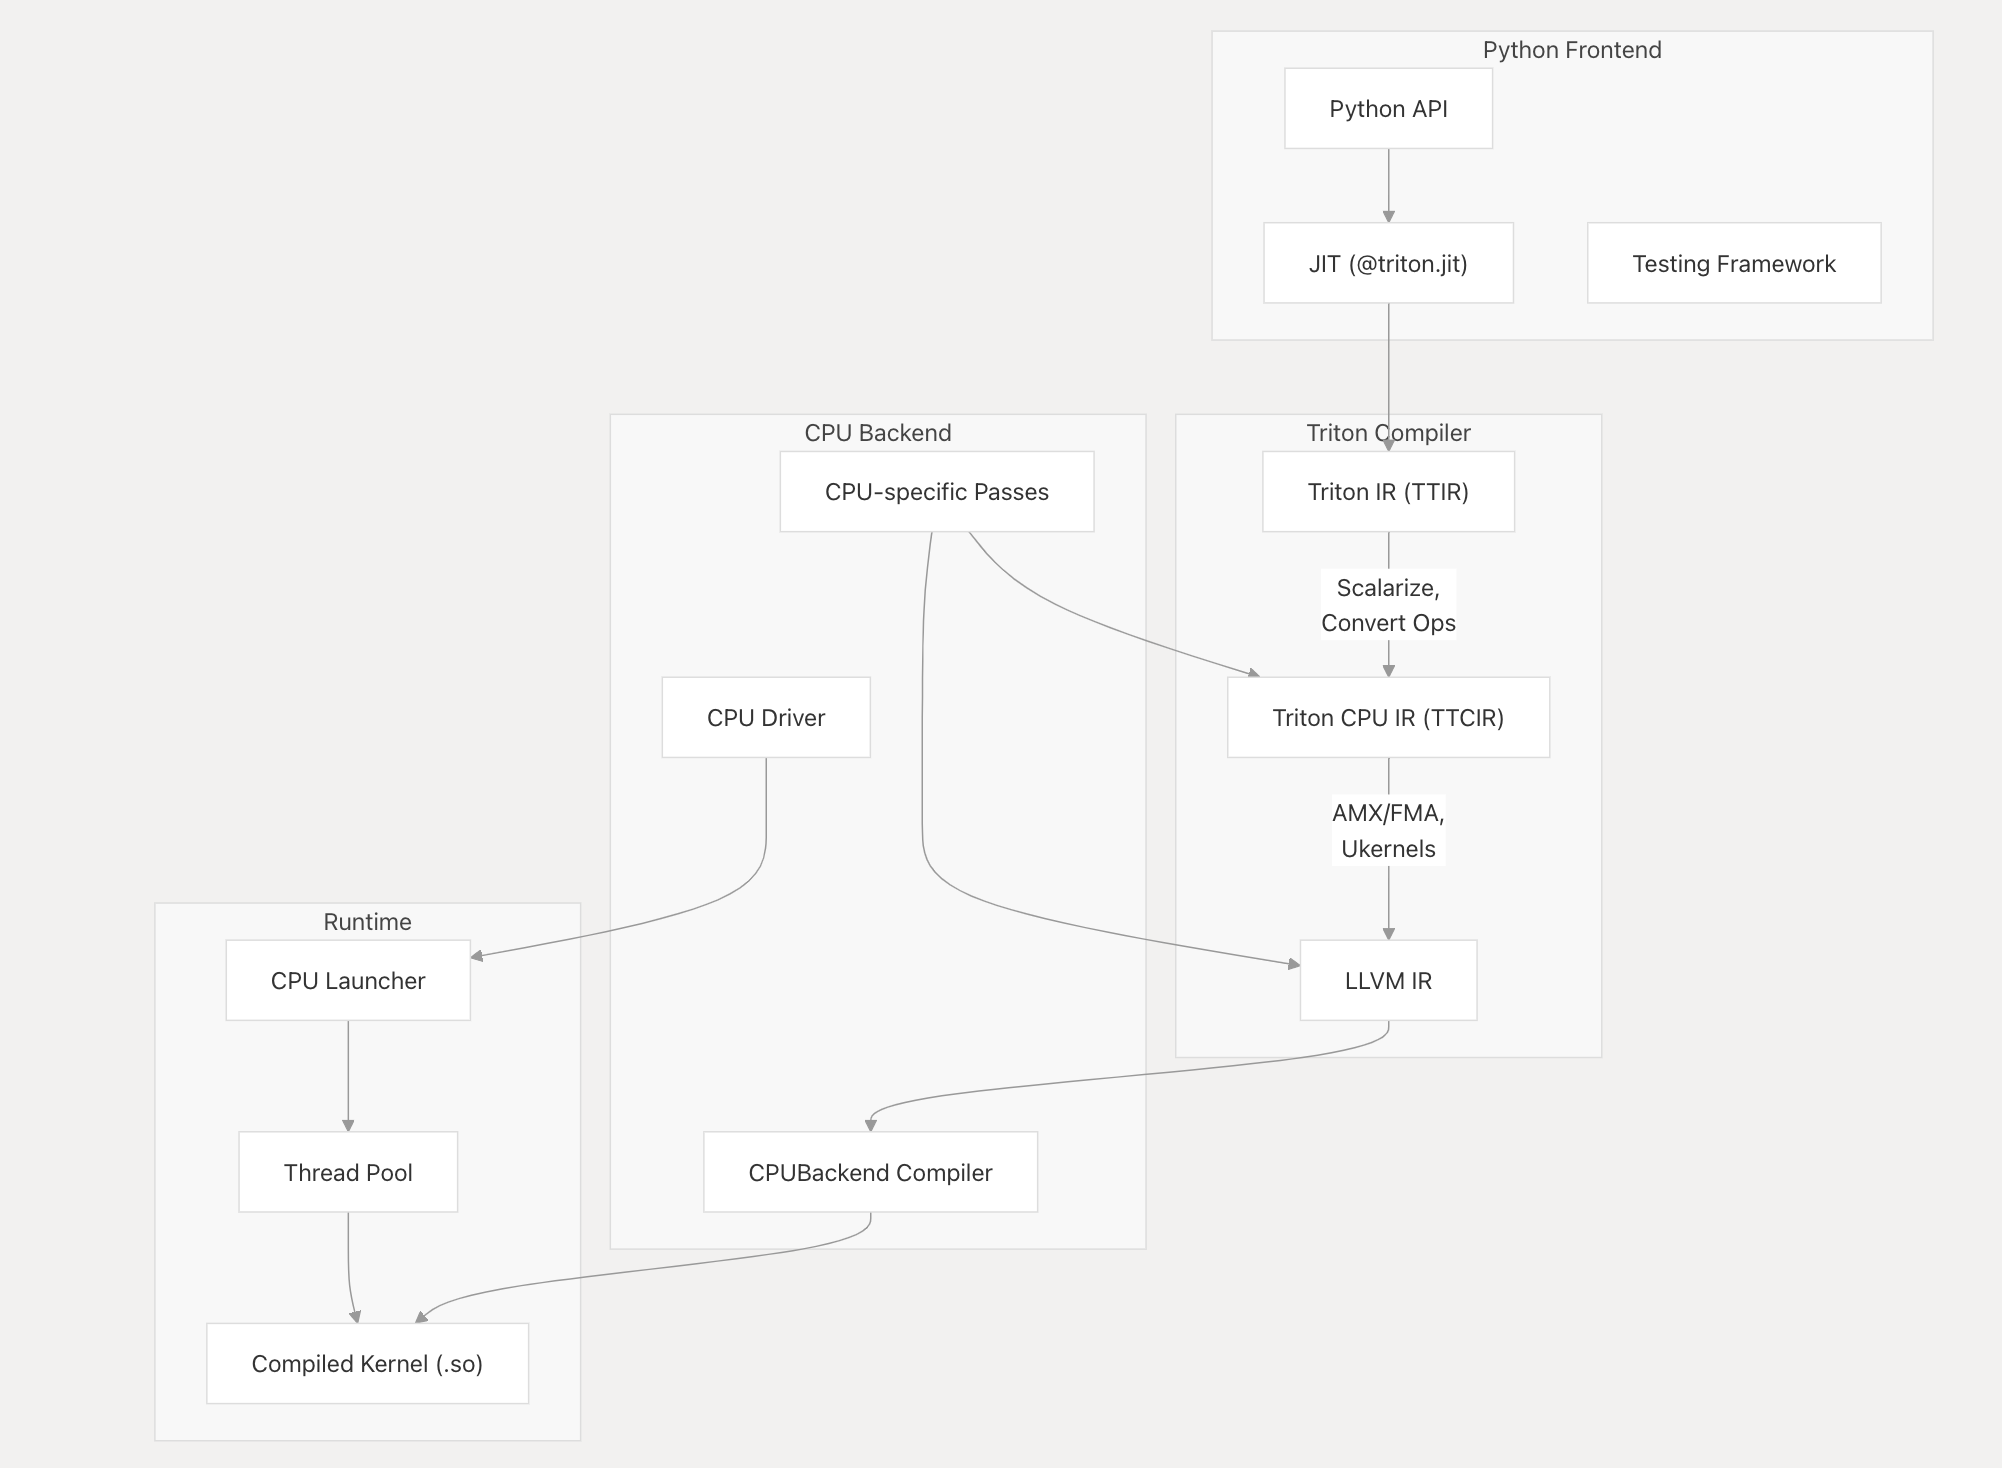 Python Frontend
Python API
JIT (@triton.jit)
Testing Framework
CPU Backend
Triton Compiler
CPU-specific Passes
Triton IR (TTIR)
Scalarize,
Convert Ops
CPU Driver
Triton CPU IR (TTCIR)
AMX/FMA,
Ukernels
Runtime
CPU Launcher
LLVM IR
Thread Pool
CPUBackend Compiler
Compiled Kernel (.so)